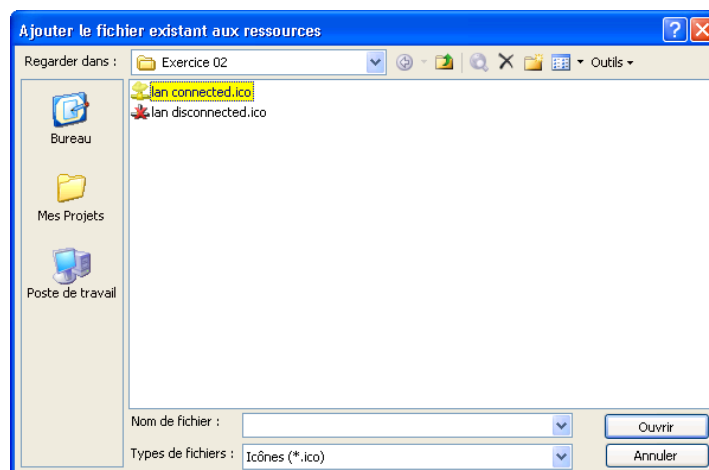 Ajouter le fichier existant aux ressources
Regarder dans :
Exercice 02
Outils
lan connected.ico
lan disconnected.ico
Bureau
Mes Projets
Poste de travail
Nom de fichier :
Ouvrir
Types de fichiers :
Icônes (*.ico)
Annuler